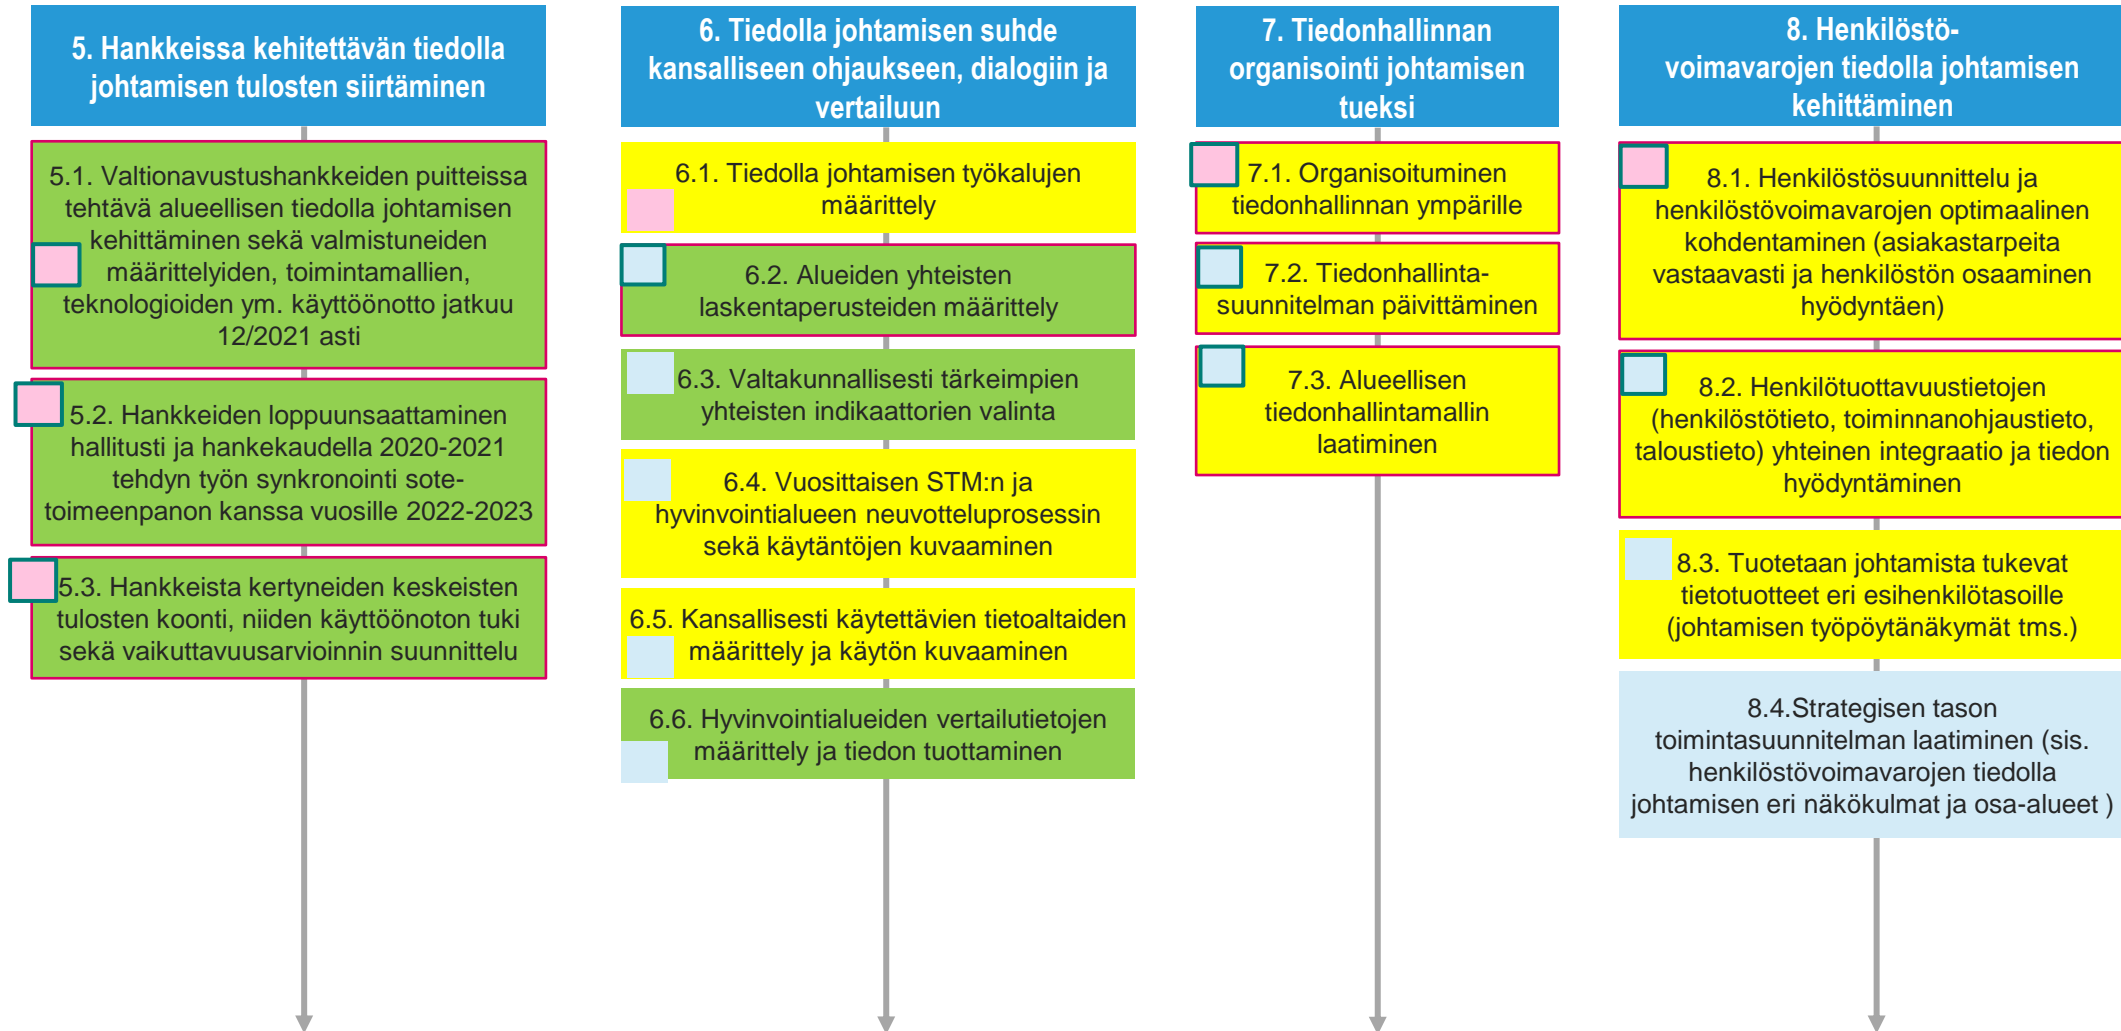 5. Hankkeissa kehitettävän tiedolla
johtamisen tulosten siirtäminen
5.1. Valtionavustushankkeiden puitteissa
tehtävä alueellisen tiedolla johtamisen
kehittäminen sekä valmistuneiden
määrittelyiden, toimintamallien,
teknologioiden ym. käyttöönotto jatkuu
12/2021 asti
5.2. Hankkeiden loppuunsaattaminen
hallitusti ja hankekaudella 2020-2021
tehdyn työn synkronointi sote-
toimeenpanon kanssa vuosille 2022-2023
5.3. Hankkeista kertyneiden keskeisten
tulosten koonti, niiden käyttöönoton tuki
sekä vaikuttavuusarvioinnin suunnittelu
6. Tiedolla johtamisen suhde
kansalliseen ohjaukseen, dialogiin ja
vertailuun
6.1. Tiedolla johtamisen työkalujen
määrittely
6.2. Alueiden yhteisten
laskentaperusteiden määrittely
6.3. Valtakunnallisesti tärkeimpien
yhteisten indikaattorien valinta
6.4. Vuosittaisen STM:n ja
hyvinvointialueen neuvotteluprosessin
sekä käytäntöjen kuvaaminen
6.5. Kansallisesti käytettävien tietoaltaiden
määrittely ja käytön kuvaaminen
6.6. Hyvinvointialueiden vertailutietojen
määrittely ja tiedon tuottaminen
7. Tiedonhallinnan
organisointi johtamisen
tueksi
7.1. Organisoituminen
tiedonhallinnan ympärille
7.2. Tiedonhallinta-
suunnitelman päivittäminen
7.3. Alueellisen
tiedonhallintamallin
laatiminen
8. Henkilöstö-
voimavarojen tiedolla johtamisen
kehittäminen
8.1. Henkilöstösuunnittelu ja
henkilöstövoimavarojen optimaalinen
kohdentaminen (asiakastarpeita
vastaavasti ja henkilöstön osaaminen
hyödyntäen)
8.2. Henkilötuottavuustietojen
(henkilöstötieto, toiminnanohjaustieto,
taloustieto) yhteinen integraatio ja tiedon
hyödyntäminen
8.3. Tuotetaan johtamista tukevat
tietotuotteet eri esihenkilötasoille
(johtamisen työpöytänäkymät tms.)
8.4.Strategisen tason
toimintasuunnitelman laatiminen (sis.
henkilöstövoimavarojen tiedolla
johtamisen eri näkökulmat ja osa-alueet )